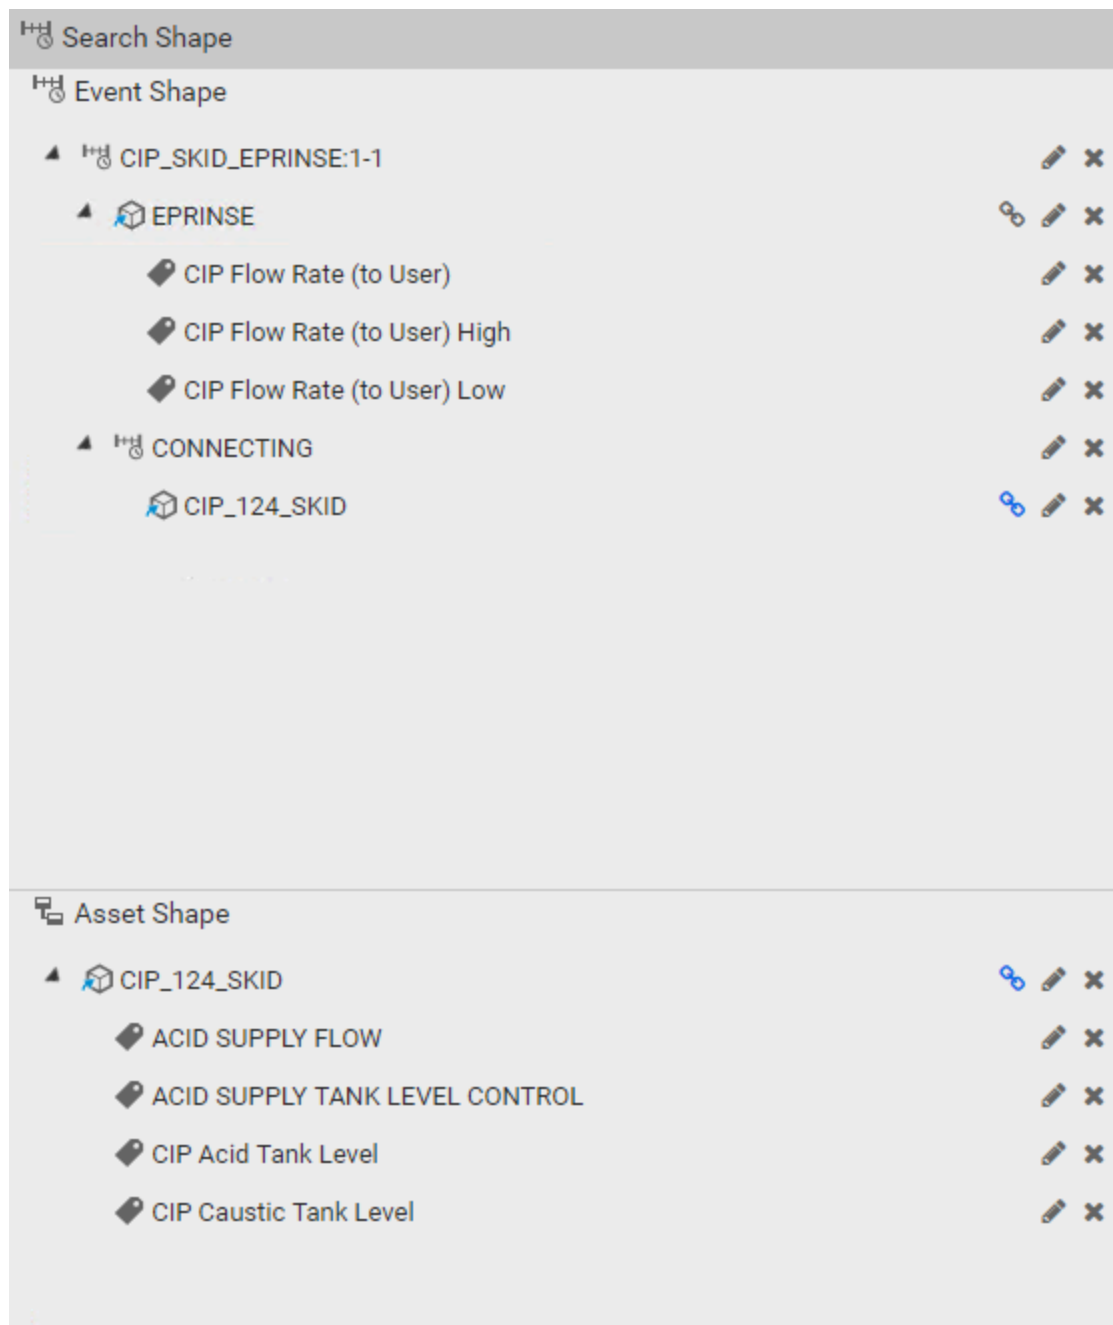 Search Shape
Event Shape
CIP_SKID_EPRINSE:1-1
EPRINSE
CIP Flow Rate (to User)
CIP Flow Rate (to User) High
CIP Flow Rate (to User) Low
CONNECTING
CIP_124_SKID
Asset Shape
CIP_124_SKID
ACID SUPPLY FLOW
ACID SUPPLY TANK LEVEL CONTROL
CIP Acid Tank Level
CIP Caustic Tank Level